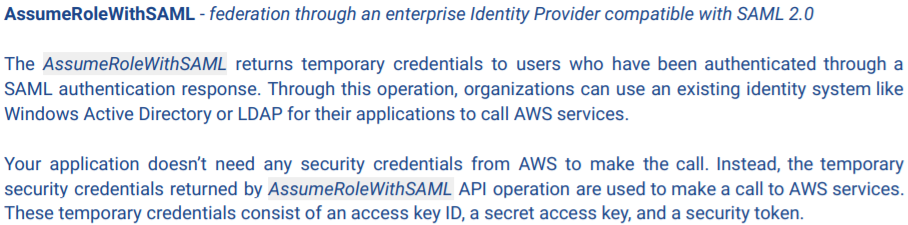 AssumeRoleWithSAML - federation through an enterprise Identity Provider compatible with SAML 2.0
The AssumeRoleWithSAML returns temporary credentials to users who have been authenticated through a
SAML authentication response. Through this operation, organizations can use an existing identity system like
Windows Active Directory or LDAP for their applications to call AWS services.
Your application doesn’t need any security credentials from AWS to make the call. Instead, the temporary
security credentials returned by AssumeRoleWithSAML API operation are used to make a call to AWS services.
These temporary credentials consist of an access key ID, a secret access key, and a security token.